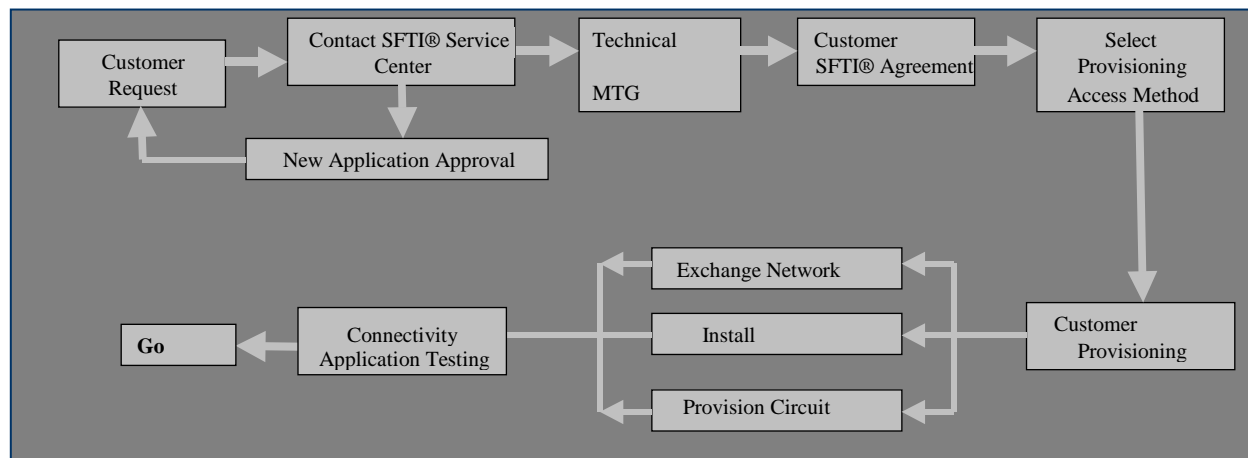 Customer
Request
Contact SFTI® Service
Center
Technical
MTG
Customer
SFTI® Agreement
Select
Provisioning
Access Method
New Application Approval
Exchange Network
Install
Provision Circuit
Customer
Provisioning
Connectivity
Application Testing
Go